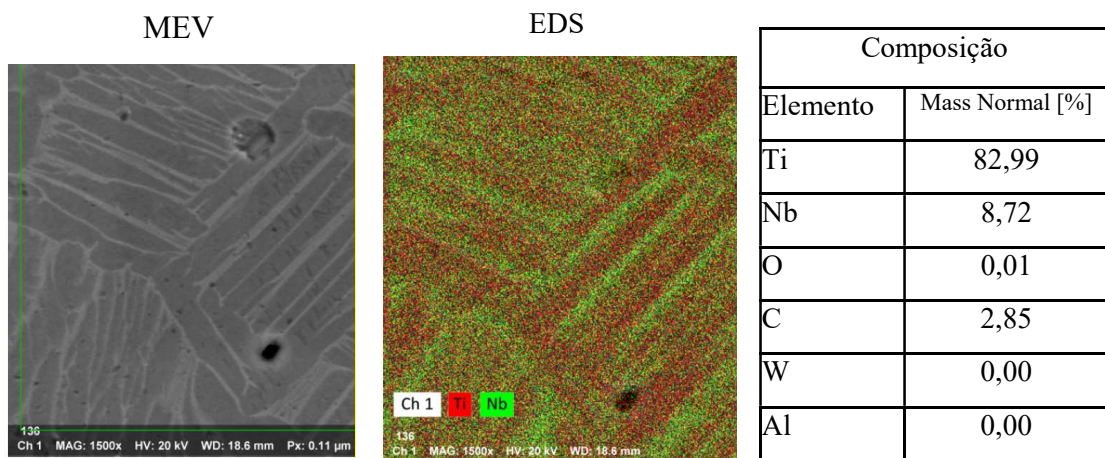 MEV
EDS
136
Ch 1 MAG: 1500x HV: 20 kV WD: 18.6 mm Px: 0.11 µm
Ch 1 Ti Nb
136
Ch 1 MAG: 1500x HV: 20 kV WD: 18.6 mm
Composição
Elemento Mass Normal [%]
Ti 82,99
Nb 8,72
O 0,01
C 2,85
W 0,00
Al 0,00